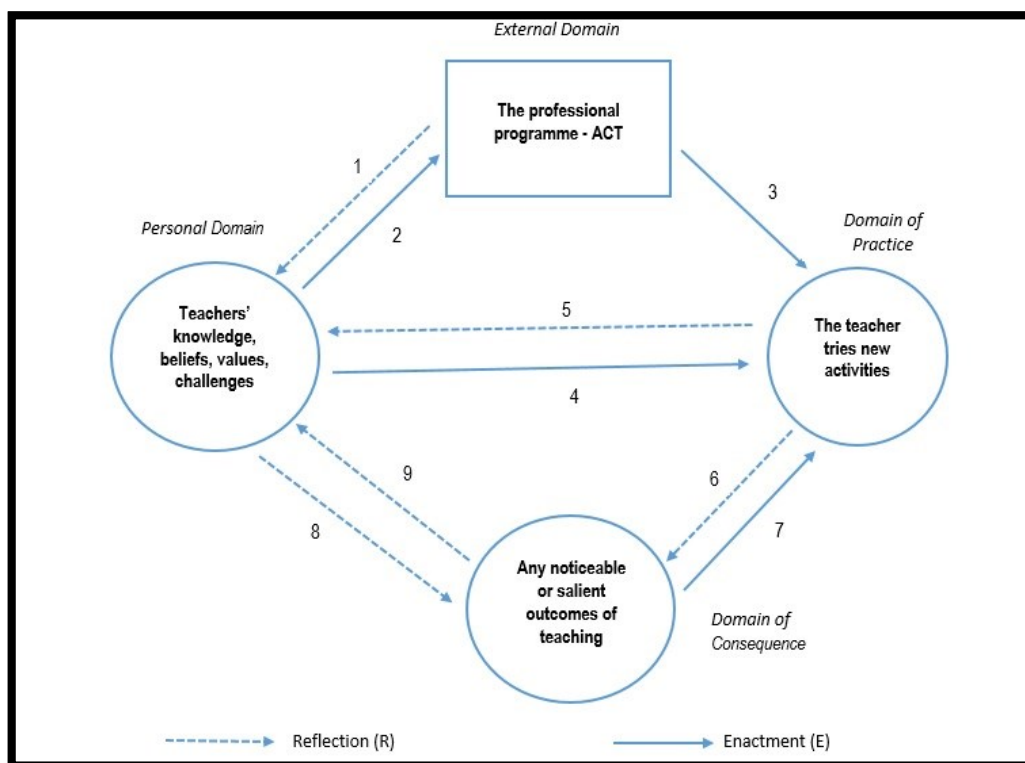 External Domain
The professional
programme - ACT
1
2
3
Personal Domain
Domain of
Practice
Teachers’
knowledge,
beliefs, values,
challenges
5
4
The teacher
tries new
activities
9
8
6
7
Any noticeable
or salient
outcomes of
teaching
Domain of
Consequence
Reflection (R)
Enactment (E)